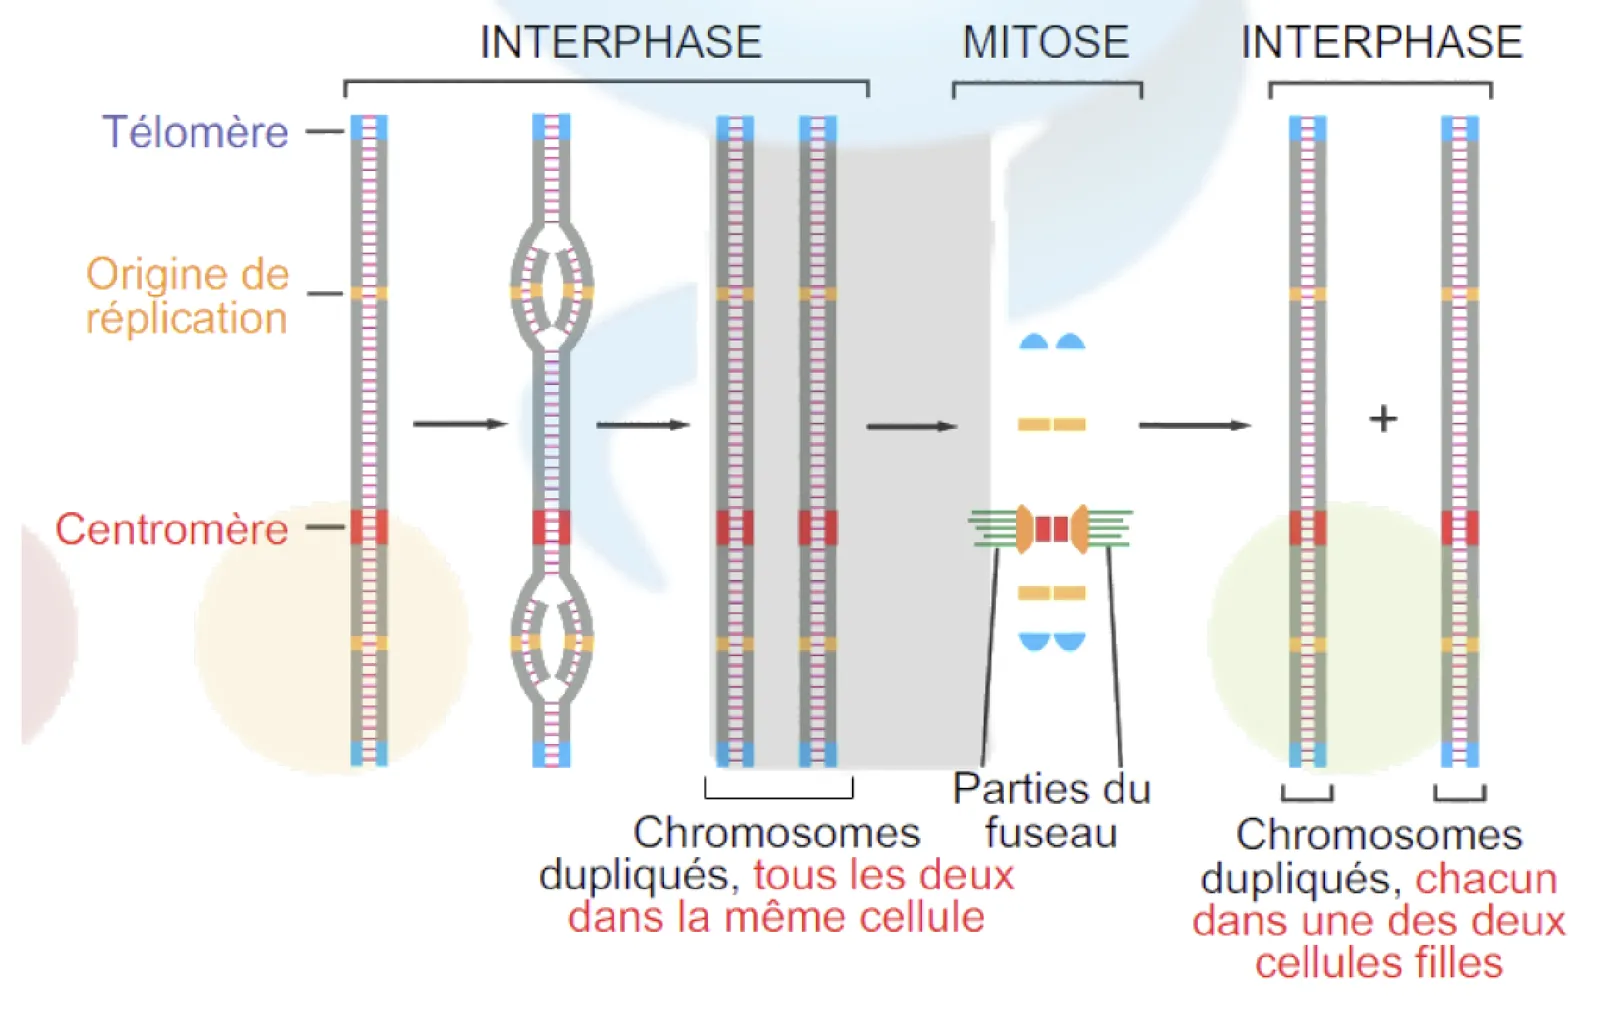 INTERPHASE
MITOSE
INTERPHASE
Télomère
Origine de
réplication
Centromère
+
Parties du
fuseau
Chromosomes
dupliqués, tous les deux
dans la même cellule
Chromosomes
dupliqués, chacun
dans une des deux
cellules filles